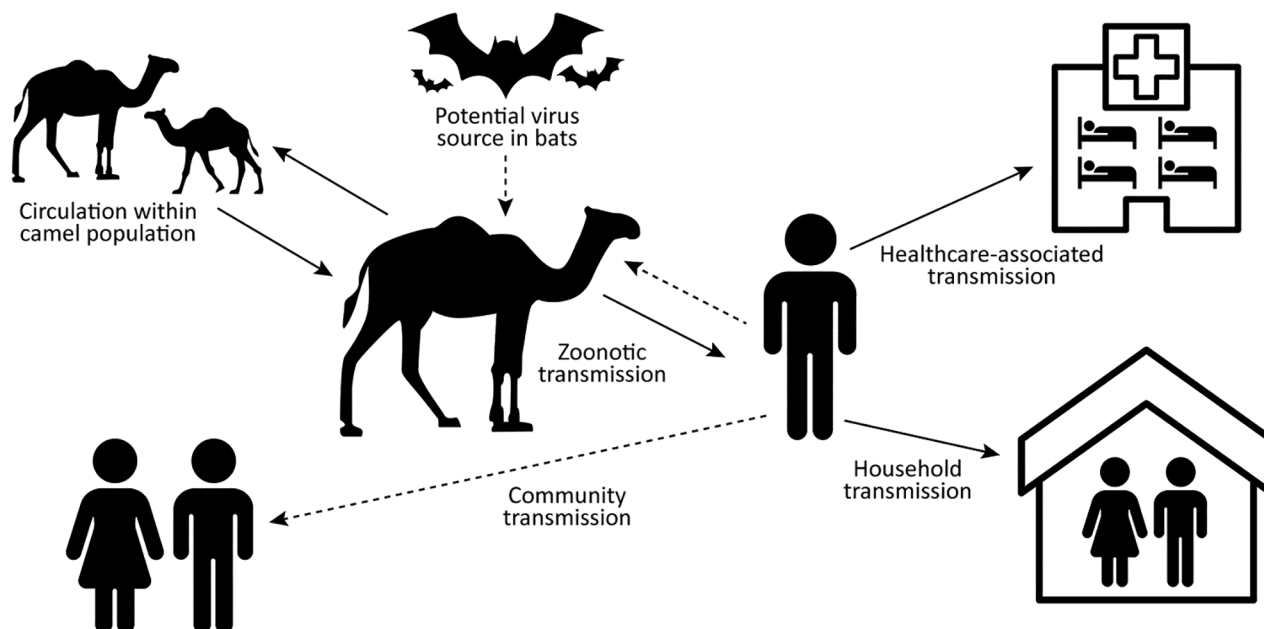 Potential virus
source in bats
Circulation within
camel population
Healthcare-associated
transmission
Zoonotic
transmission
Household
transmission
Community
transmission